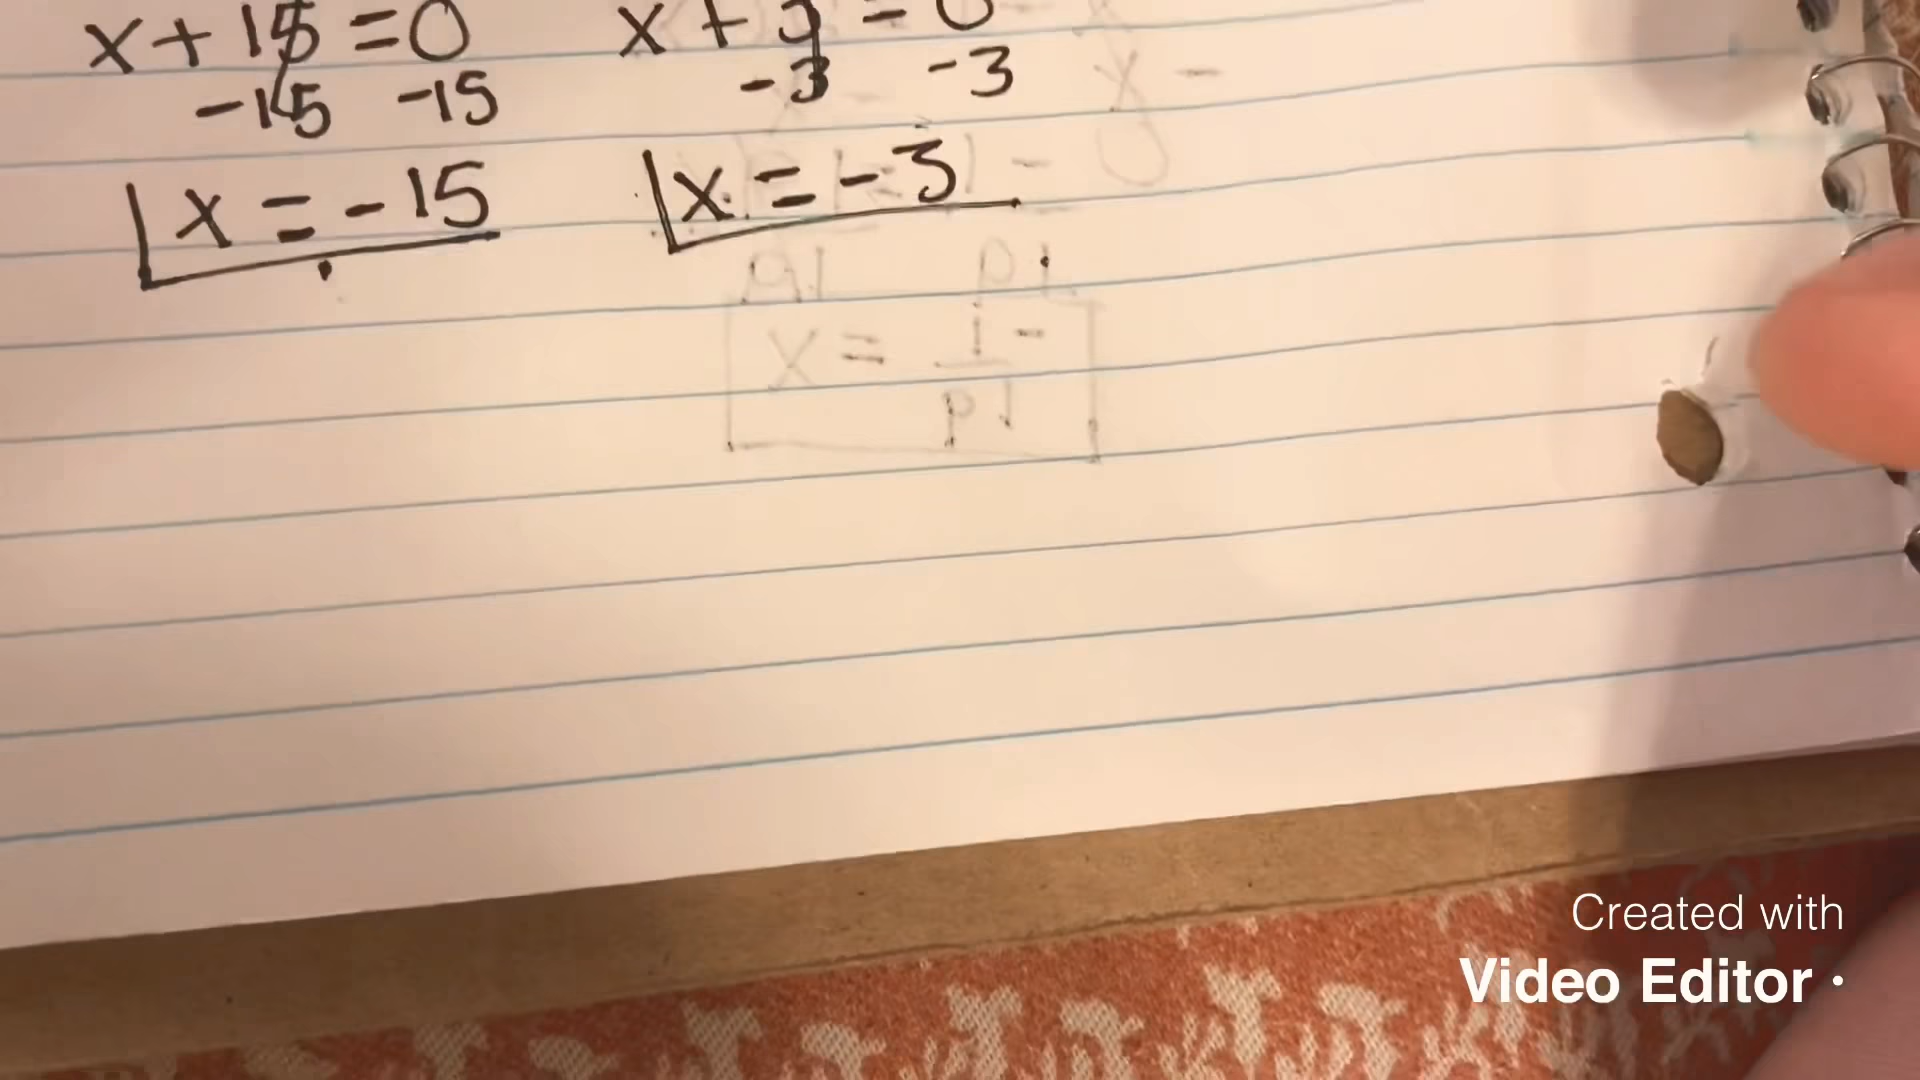 x + 15 = 0 x + 3 = 0
-15 -15 -3 -3
x = -15 x = -3
Created with
Video Editor